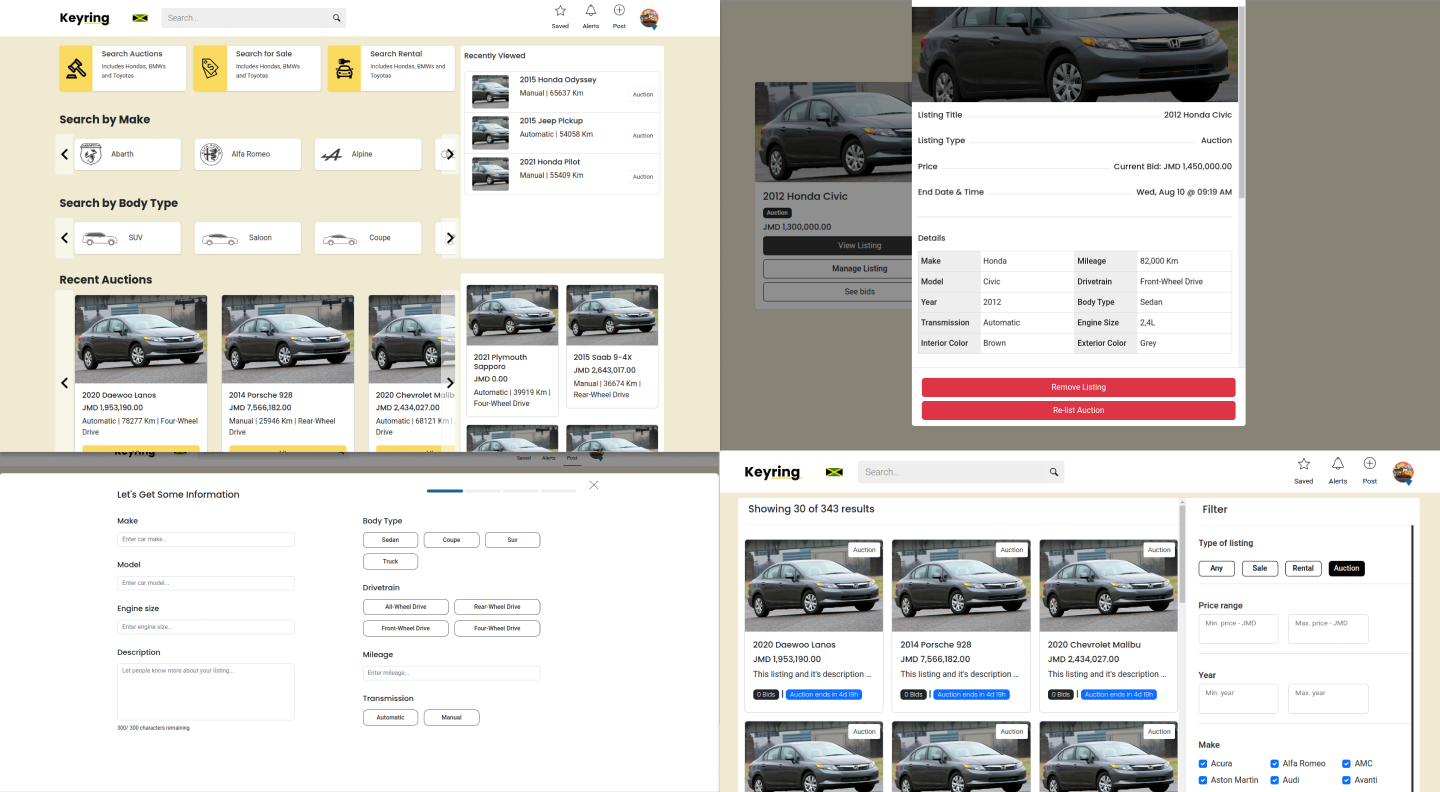 Keyring
Search...
Saved
Alerts
Post
Search Auctions
Includes Hondas, BMWs
and Toyotas
Search for Sale
Includes Hondas, BMWs
and Toyotas
Search Rental
Includes Hondas, BMWs and
Toyotas
Search by Make
Abarth
Alfa Romeo
Alpine
Search by Body Type
SUV
Saloon
Coupe
Recent Auctions
2020 Daewoo Lanos
JMD 1,953,190.00
Automatic | 78277 Km | Four-Wheel
Drive
2014 Porsche 928
JMD 7,566,182.00
Manual | 25946 Km | Rear-Wheel
Drive
2020 Chevrolet Malib
JMD 2,434,027.00
Automatic | 68121 Km |
Drive
Recently Viewed
2015 Honda Odyssey
Manual | 65637 Km
Auction
2015 Jeep Pickup
Automatic | 54058 Km
Auction
2021 Honda Pilot
Manual | 55409 Km
Auction
2021 Plymouth
Sapporo
JMD 0.00
Automatic | 39919 Km |
Four-Wheel Drive
2015 Saab 9-4X
JMD 2,643,017.00
Manual | 36674 Km |
Rear-Wheel Drive
2012 Honda Civic
Auction
JMD 1,300,000.00
View Listing
Manage Listing
See bids
Listing Title
2012 Honda Civic
Listing Type
Auction
Price
Current Bid: JMD 1,450,000.00
End Date & Time
Wed, Aug 10 @ 09:19 AM
Details
Make Honda Mileage 82,000 Km
Model Civic Drivetrain Front-Wheel Drive
Year 2012 Body Type Sedan
Transmission Automatic Engine Size 2,4L
Interior Color Brown Exterior Color Grey
Remove Listing
Re-list Auction
Keyring
Saved
Alerts
Post
Let's Get Some Information
Make
Enter car make...
Model
Enter car model...
Engine size
Enter engine size...
Description
Let people know more about your listing...
300/ 300 characters remaining
Body Type
Sedan
Coupe
Suv
Truck
Drivetrain
All-Wheel Drive
Rear-Wheel Drive
Front-Wheel Drive
Four-Wheel Drive
Mileage
Enter mileage...
Transmission
Automatic
Manual
Keyring
Search...
Saved
Alerts
Post
Showing 30 of 343 results
Auction
2020 Daewoo Lanos
JMD 1,953,190.00
This listing and it's description ...
0 Bids | Auction ends in 4d 19h
Auction
2014 Porsche 928
JMD 7,566,182.00
This listing and it's description ...
0 Bids | Auction ends in 4d 19h
Auction
2020 Chevrolet Malibu
JMD 2,434,027.00
This listing and it's description ...
0 Bids | Auction ends in 4d 19h
Auction
Auction
Auction
Filter
Type of listing
Any
Sale
Rental
Auction
Price range
Min. price - JMD
Max. price - JMD
Year
Min. year
Max. year
Make
Acura
Alfa Romeo
AMC
Aston Martin
Audi
Avanti